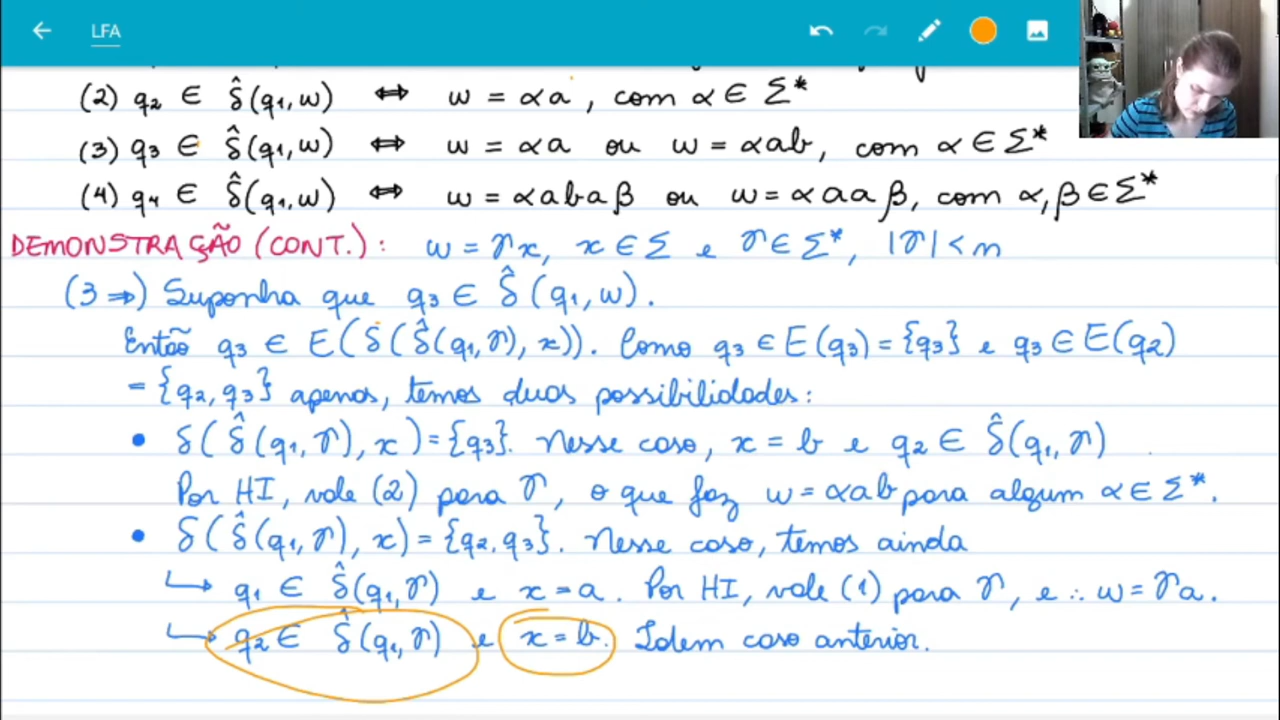 LFA
(2) q₂ ∈ δ̂(q₁, w) ⇔ w = αa, com α ∈ Σ*
(3) q₃ ∈ δ̂(q₁, w) ⇔ w = αa ou w = αab, com α ∈ Σ*
(4) q₄ ∈ δ̂(q₁, w) ⇔ w = αabaβ ou w = αaaβ, com α, β ∈ Σ*
DEMONSTRAÇÃO (CONT.): w = γx, x ∈ Σ e γ ∈ Σ*, |γ| < n
(3 ⇒) Suponha que q₃ ∈ δ̂(q₁, w).
Então q₃ ∈ E(δ(δ̂(q₁, γ), x)). Como q₃ ∈ E(q₃) = {q₃} e q₃ ∈ E(q₂)
= {q₂, q₃} apenas, temos duas possibilidades:
• δ(δ̂(q₁, γ), x) = {q₃}. Nesse caso, x = b e q₂ ∈ δ̂(q₁, γ)
Por HI, vale (2) para γ, o que faz w = αab para algum α ∈ Σ*.
• δ(δ̂(q₁, γ), x) = {q₂, q₃}. Nesse caso, temos ainda
↳ q₁ ∈ δ̂(q₁, γ) e x = a. Por HI, vale (1) para γ, e ∴ w = γa.
↳ q₂ ∈ δ̂(q₁, γ) e x = b. Idem caso anterior.